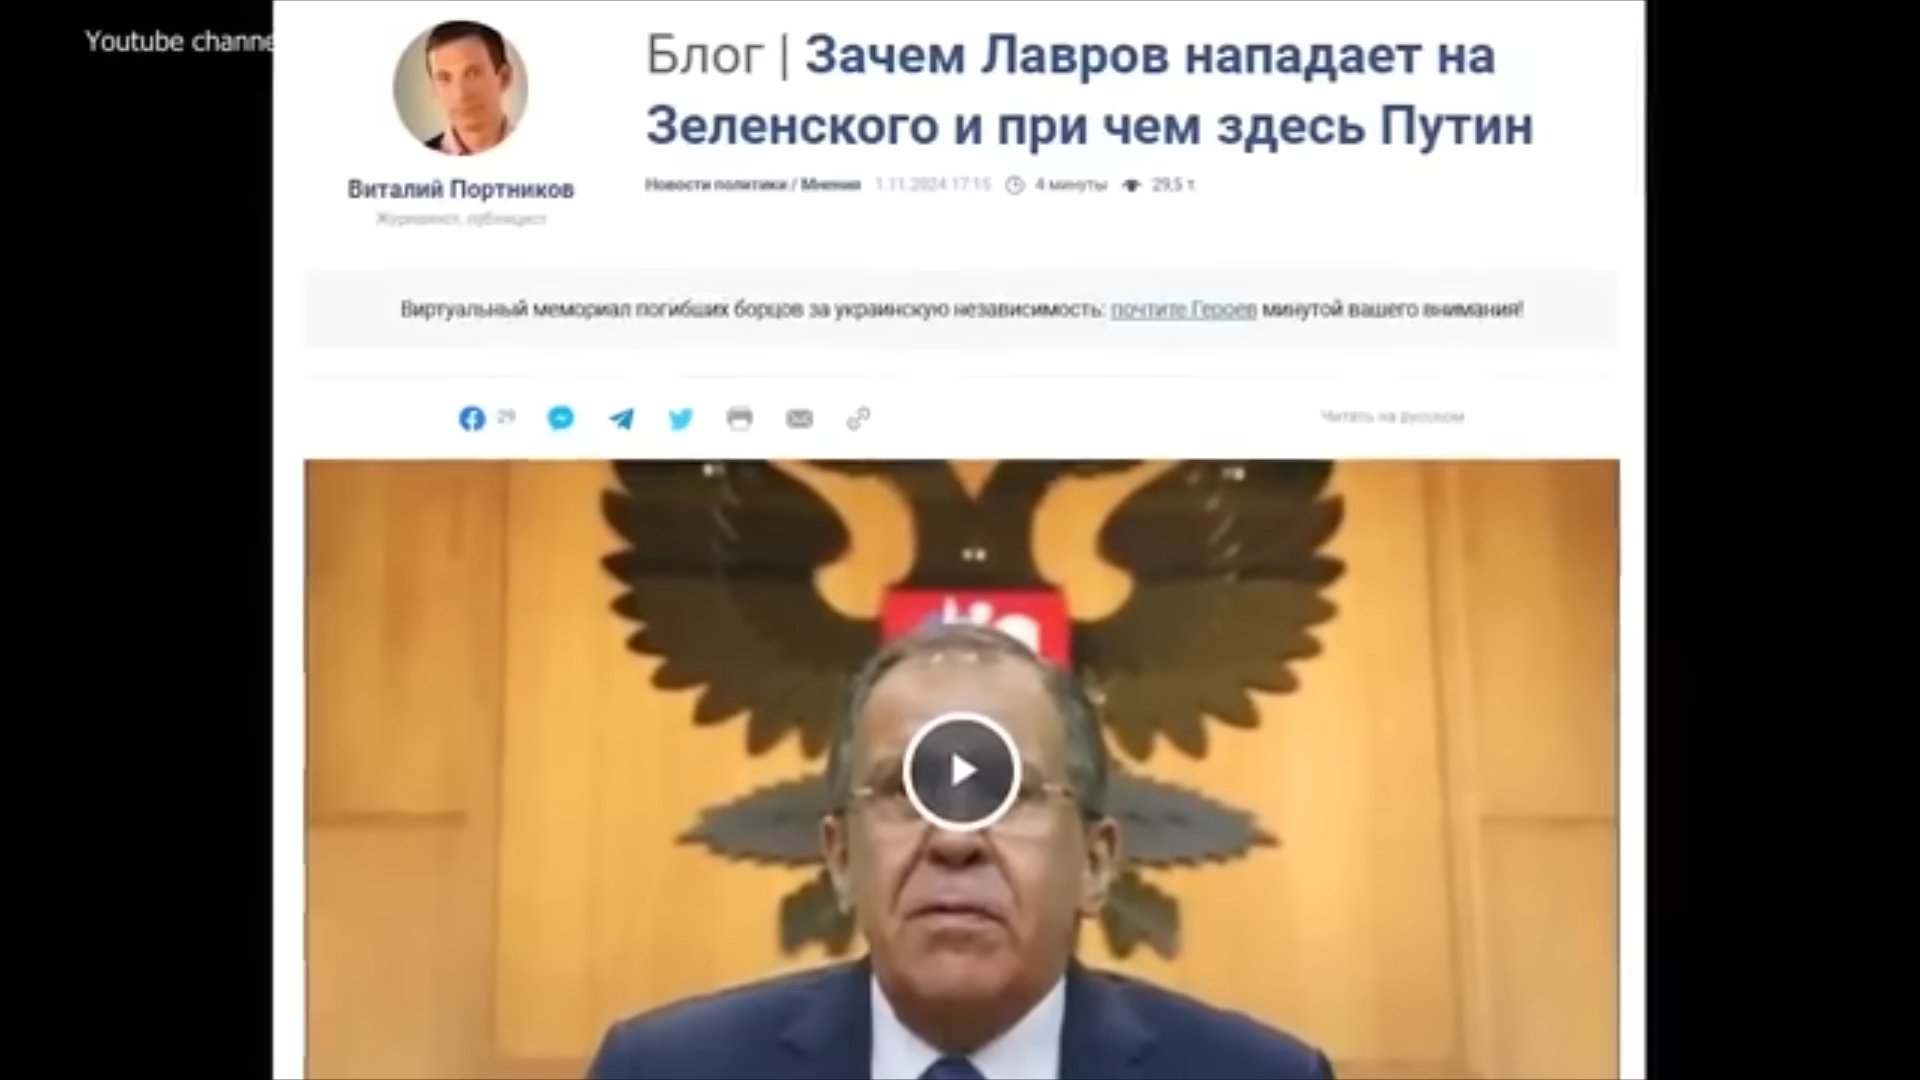 Youtube channe
Блог | Зачем Лавров нападает на
Зеленского и при чем здесь Путин
Виталий Портников
Журналист, публицист
Новости политики / Мнения 1.11.2024 17:15 4 минуты 29,5 т.
Виртуальный мемориал погибших борцов за украинскую независимость: почтите Героев минутой вашего внимания!
29
Читать на русском